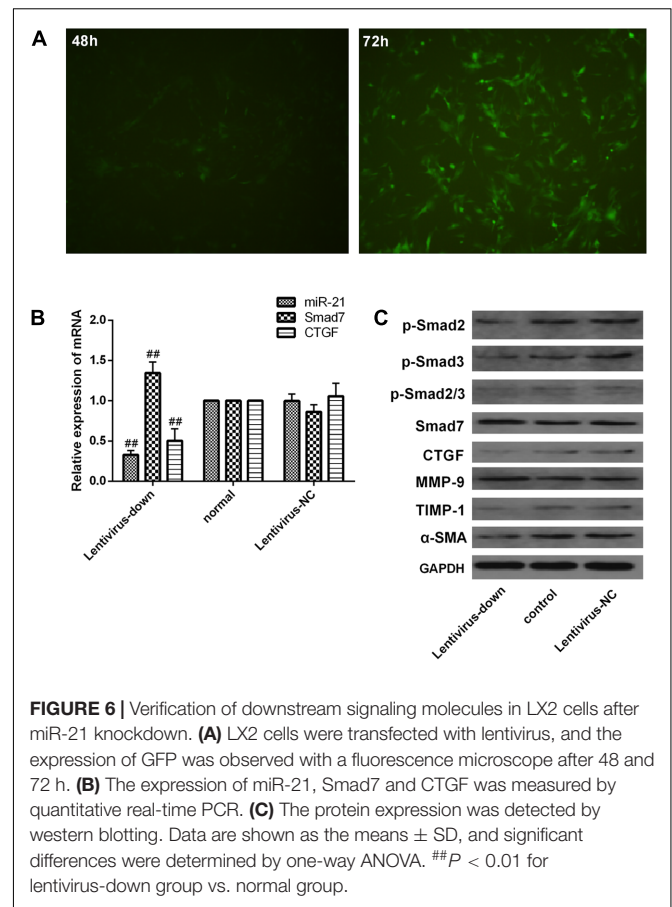 A
48h
72h
B
Relative expression of mRNA
2.0
1.5
1.0
0.5
0.0
miR-21
Smad7
CTGF
##
##
##
Lentivirus-down
normal
Lentivirus-NC
C
p-Smad2
p-Smad3
p-Smad2/3
Smad7
CTGF
MMP-9
TIMP-1
α-SMA
GAPDH
Lentivirus-down
control
Lentivirus-NC
FIGURE 6 | Verification of downstream signaling molecules in LX2 cells after
miR-21 knockdown. (A) LX2 cells were transfected with lentivirus, and the
expression of GFP was observed with a fluorescence microscope after 48 and
72 h. (B) The expression of miR-21, Smad7 and CTGF was measured by
quantitative real-time PCR. (C) The protein expression was detected by
western blotting. Data are shown as the means ± SD, and significant
differences were determined by one-way ANOVA. ##P < 0.01 for
lentivirus-down group vs. normal group.